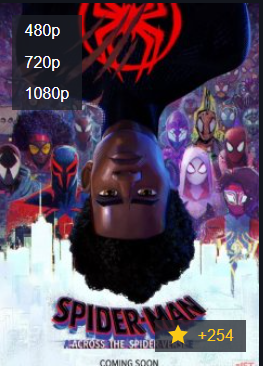 480p
720p
1080p
SPIDER-MAN
ACROSS THE SPIDER-VERSE
+254
COMING SOON